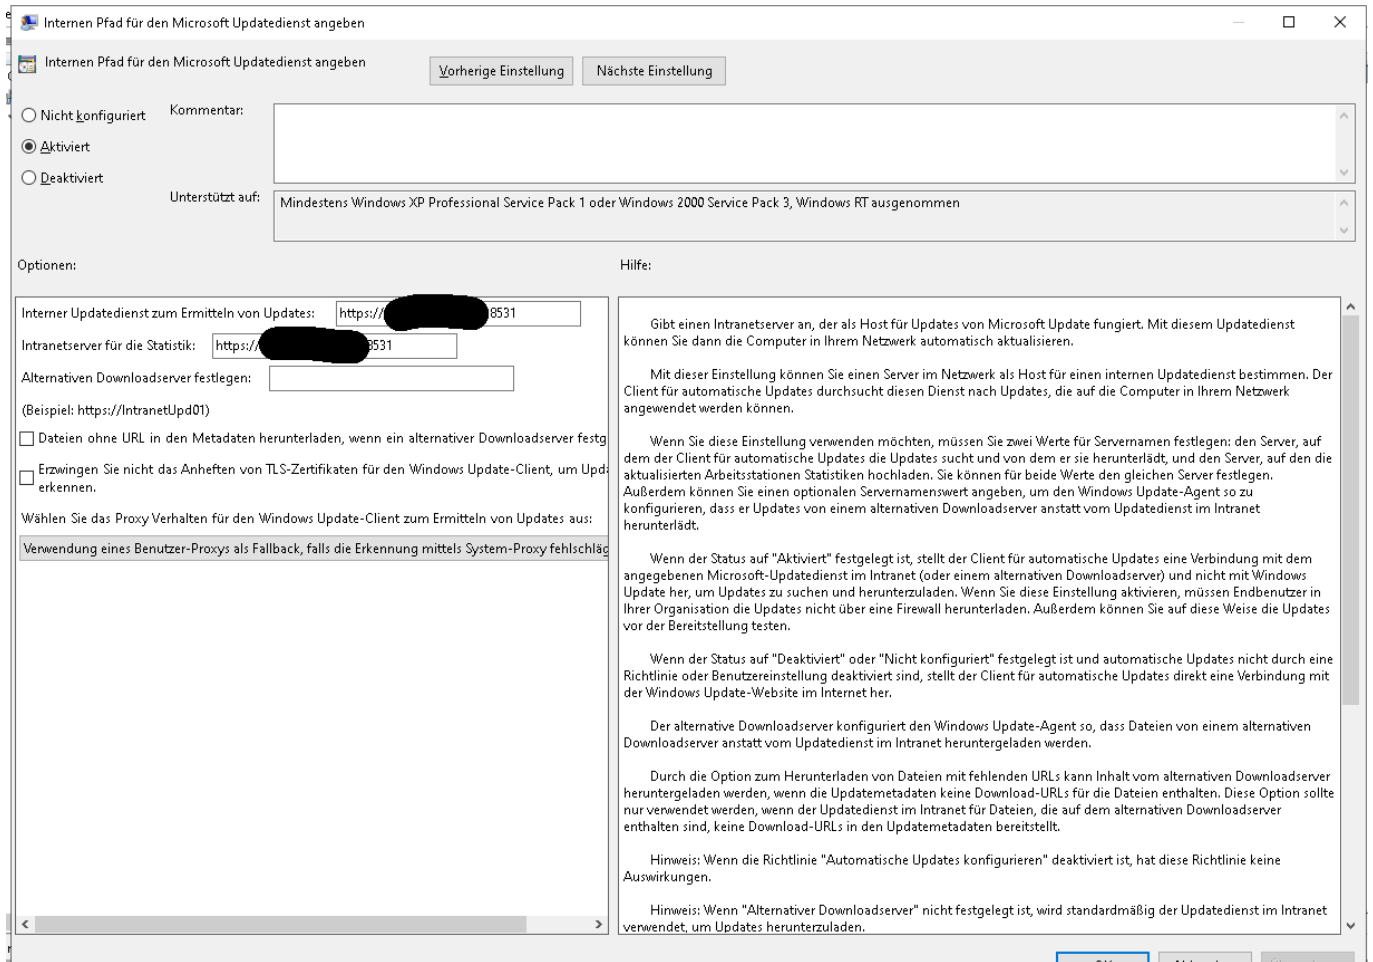 Internen Pfad für den Microsoft Updatedienst angeben
Internen Pfad für den Microsoft Updatedienst angeben
Vorherige Einstellung
Nächste Einstellung
Nicht konfiguriert
Kommentar:
Aktiviert
Deaktiviert
Unterstützt auf:
Mindestens Windows XP Professional Service Pack 1 oder Windows 2000 Service Pack 3, Windows RT ausgenommen
Optionen:
Hilfe:
Interner Updatedienst zum Ermitteln von Updates:
https://
8531
Intranetserver für die Statistik:
https://
8531
Alternativen Downloadserver festlegen:
(Beispiel: https://IntranetUpd01)
Dateien ohne URL in den Metadaten herunterladen, wenn ein alternativer Downloadserver festg
Erzwingen Sie nicht das Anheften von TLS-Zertifikaten für den Windows Update-Client, um Upda
erkennen.
Wählen Sie das Proxy Verhalten für den Windows Update-Client zum Ermitteln von Updates aus:
Verwendung eines Benutzer-Proxys als Fallback, falls die Erkennung mittels System-Proxy fehlschläg
Gibt einen Intranetserver an, der als Host für Updates von Microsoft Update fungiert. Mit diesem Updatedienst
können Sie dann die Computer in Ihrem Netzwerk automatisch aktualisieren.
Mit dieser Einstellung können Sie einen Server im Netzwerk als Host für einen internen Updatedienst bestimmen. Der
Client für automatische Updates durchsucht diesen Dienst nach Updates, die auf die Computer in Ihrem Netzwerk
angewendet werden können.
Wenn Sie diese Einstellung verwenden möchten, müssen Sie zwei Werte für Servernamen festlegen: den Server, auf
dem der Client für automatische Updates die Updates sucht und von dem er sie herunterlädt, und den Server, auf den die
aktualisierten Arbeitsstationen Statistiken hochladen. Sie können für beide Werte den gleichen Server festlegen.
Außerdem können Sie einen optionalen Servernamenswert angeben, um den Windows Update-Agent so zu
konfigurieren, dass er Updates von einem alternativen Downloadserver anstatt vom Updatedienst im Intranet
herunterlädt.
Wenn der Status auf "Aktiviert" festgelegt ist, stellt der Client für automatische Updates eine Verbindung mit dem
angegebenen Microsoft-Updatedienst im Intranet (oder einem alternativen Downloadserver) und nicht mit Windows
Update her, um Updates zu suchen und herunterzuladen. Wenn Sie diese Einstellung aktivieren, müssen Endbenutzer in
Ihrer Organisation die Updates nicht über eine Firewall herunterladen. Außerdem können Sie auf diese Weise die Updates
vor der Bereitstellung testen.
Wenn der Status auf "Deaktiviert" oder "Nicht konfiguriert" festgelegt ist und automatische Updates nicht durch eine
Richtlinie oder Benutzereinstellung deaktiviert sind, stellt der Client für automatische Updates direkt eine Verbindung mit
der Windows Update-Website im Internet her.
Der alternative Downloadserver konfiguriert den Windows Update-Agent so, dass Dateien von einem alternativen
Downloadserver anstatt vom Updatedienst im Intranet heruntergeladen werden.
Durch die Option zum Herunterladen von Dateien mit fehlenden URLs kann Inhalt vom alternativen Downloadserver
heruntergeladen werden, wenn die Updatemetadaten keine Download-URLs für die Dateien enthalten. Diese Option sollte
nur verwendet werden, wenn der Updatedienst im Intranet für Dateien, die auf dem alternativen Downloadserver
enthalten sind, keine Download-URLs in den Updatemetadaten bereitstellt.
Hinweis: Wenn die Richtlinie "Automatische Updates konfigurieren" deaktiviert ist, hat diese Richtlinie keine
Auswirkungen.
Hinweis: Wenn "Alternativer Downloadserver" nicht festgelegt ist, wird standardmäßig der Updatedienst im Intranet
verwendet, um Updates herunterzuladen.